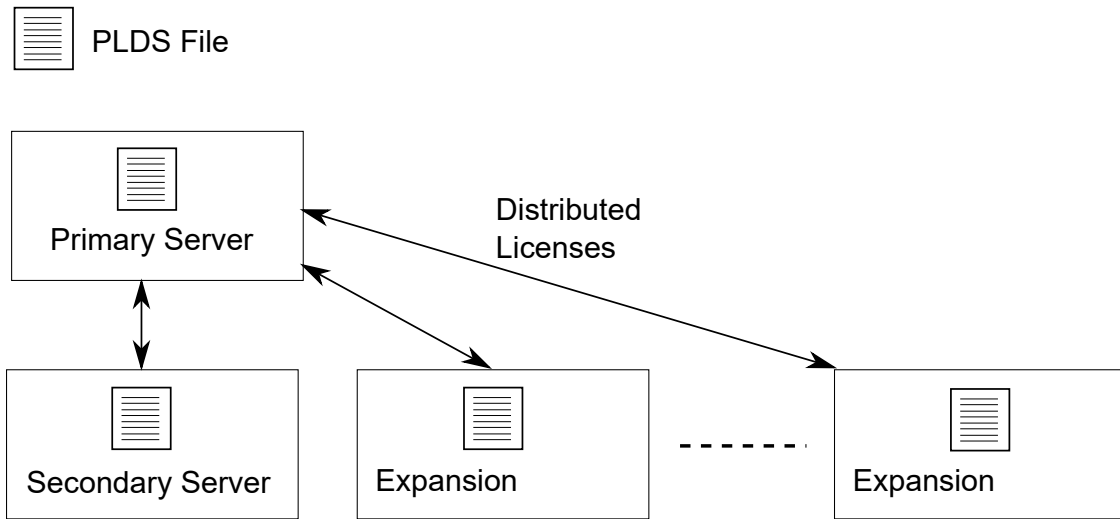 PLDS File
Primary Server
Distributed
Licenses
Secondary Server
Expansion
Expansion